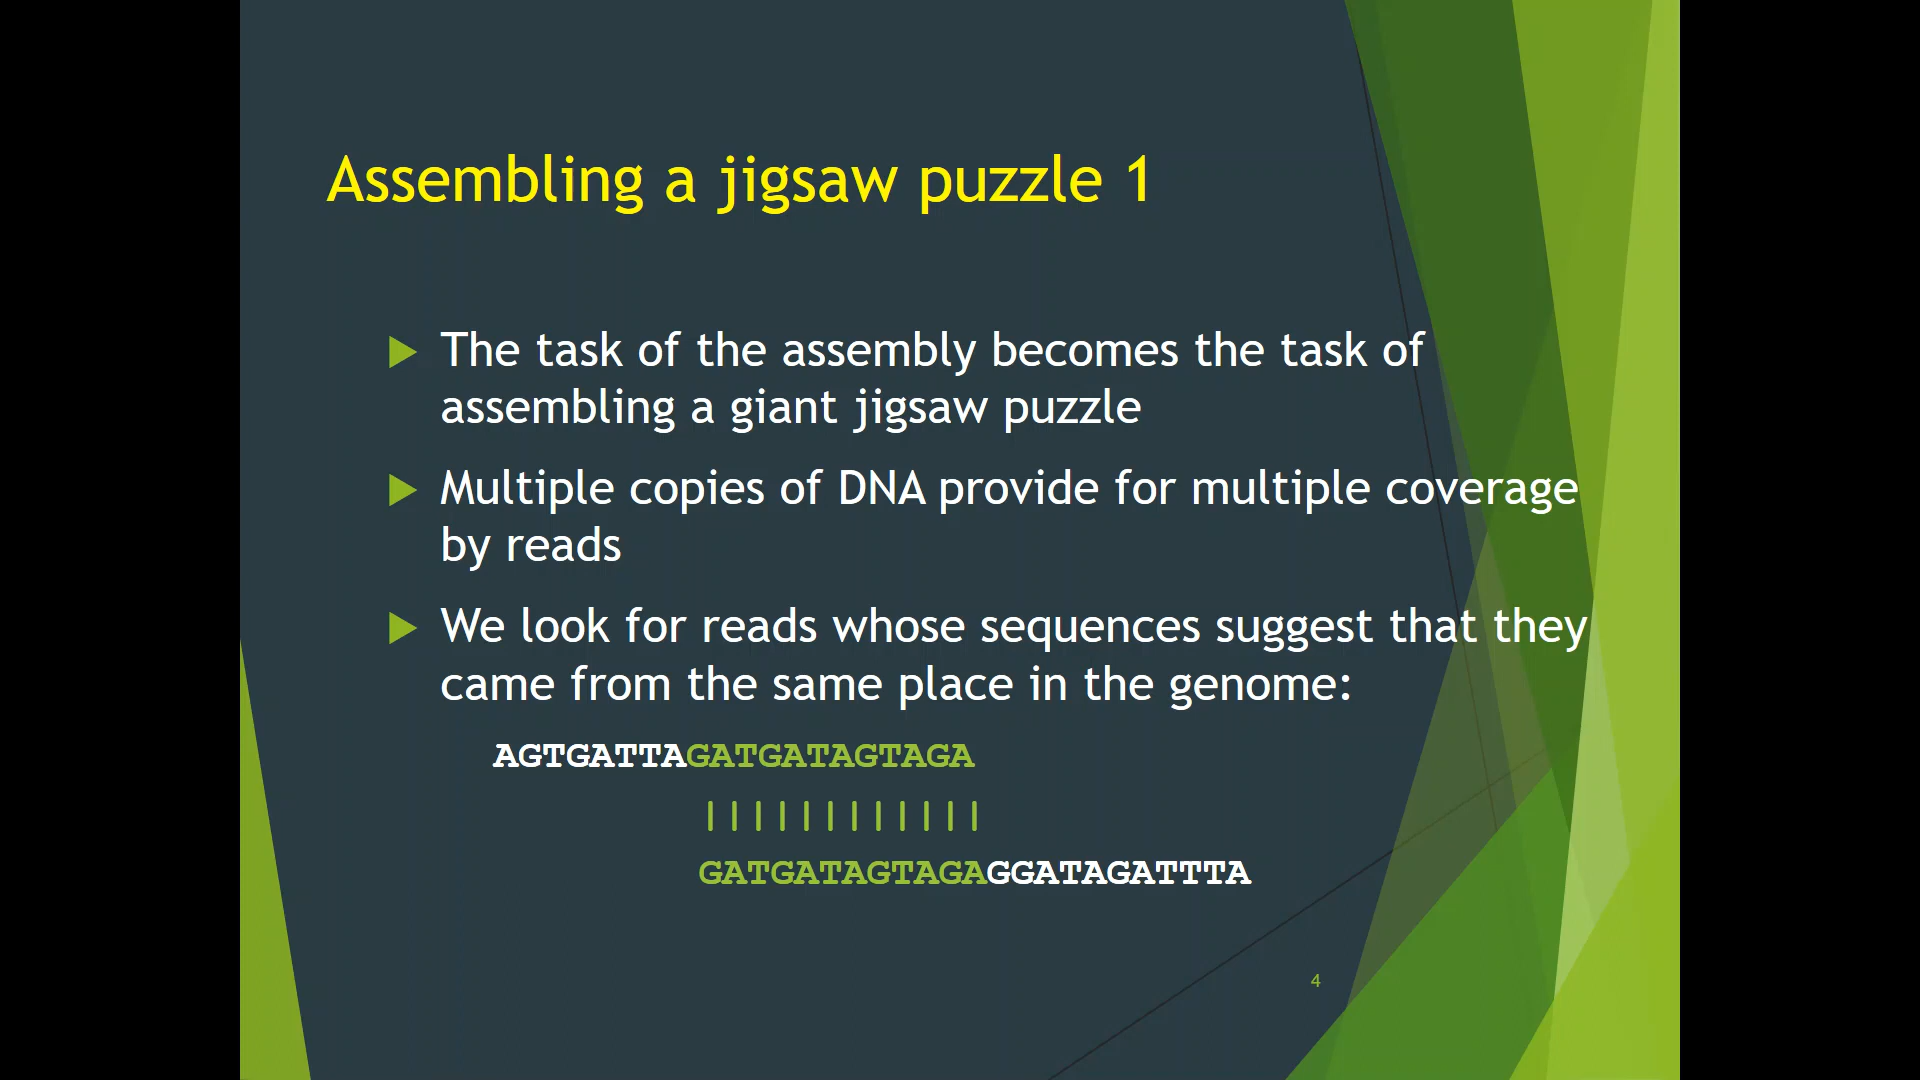 Assembling a jigsaw puzzle 1
The task of the assembly becomes the task of
assembling a giant jigsaw puzzle
Multiple copies of DNA provide for multiple coverage
by reads
We look for reads whose sequences suggest that they
came from the same place in the genome:
AGTGATTAGATGATAGTAGA
||||||||||||
GATGATAGTAGAGGATAGATTTA
4